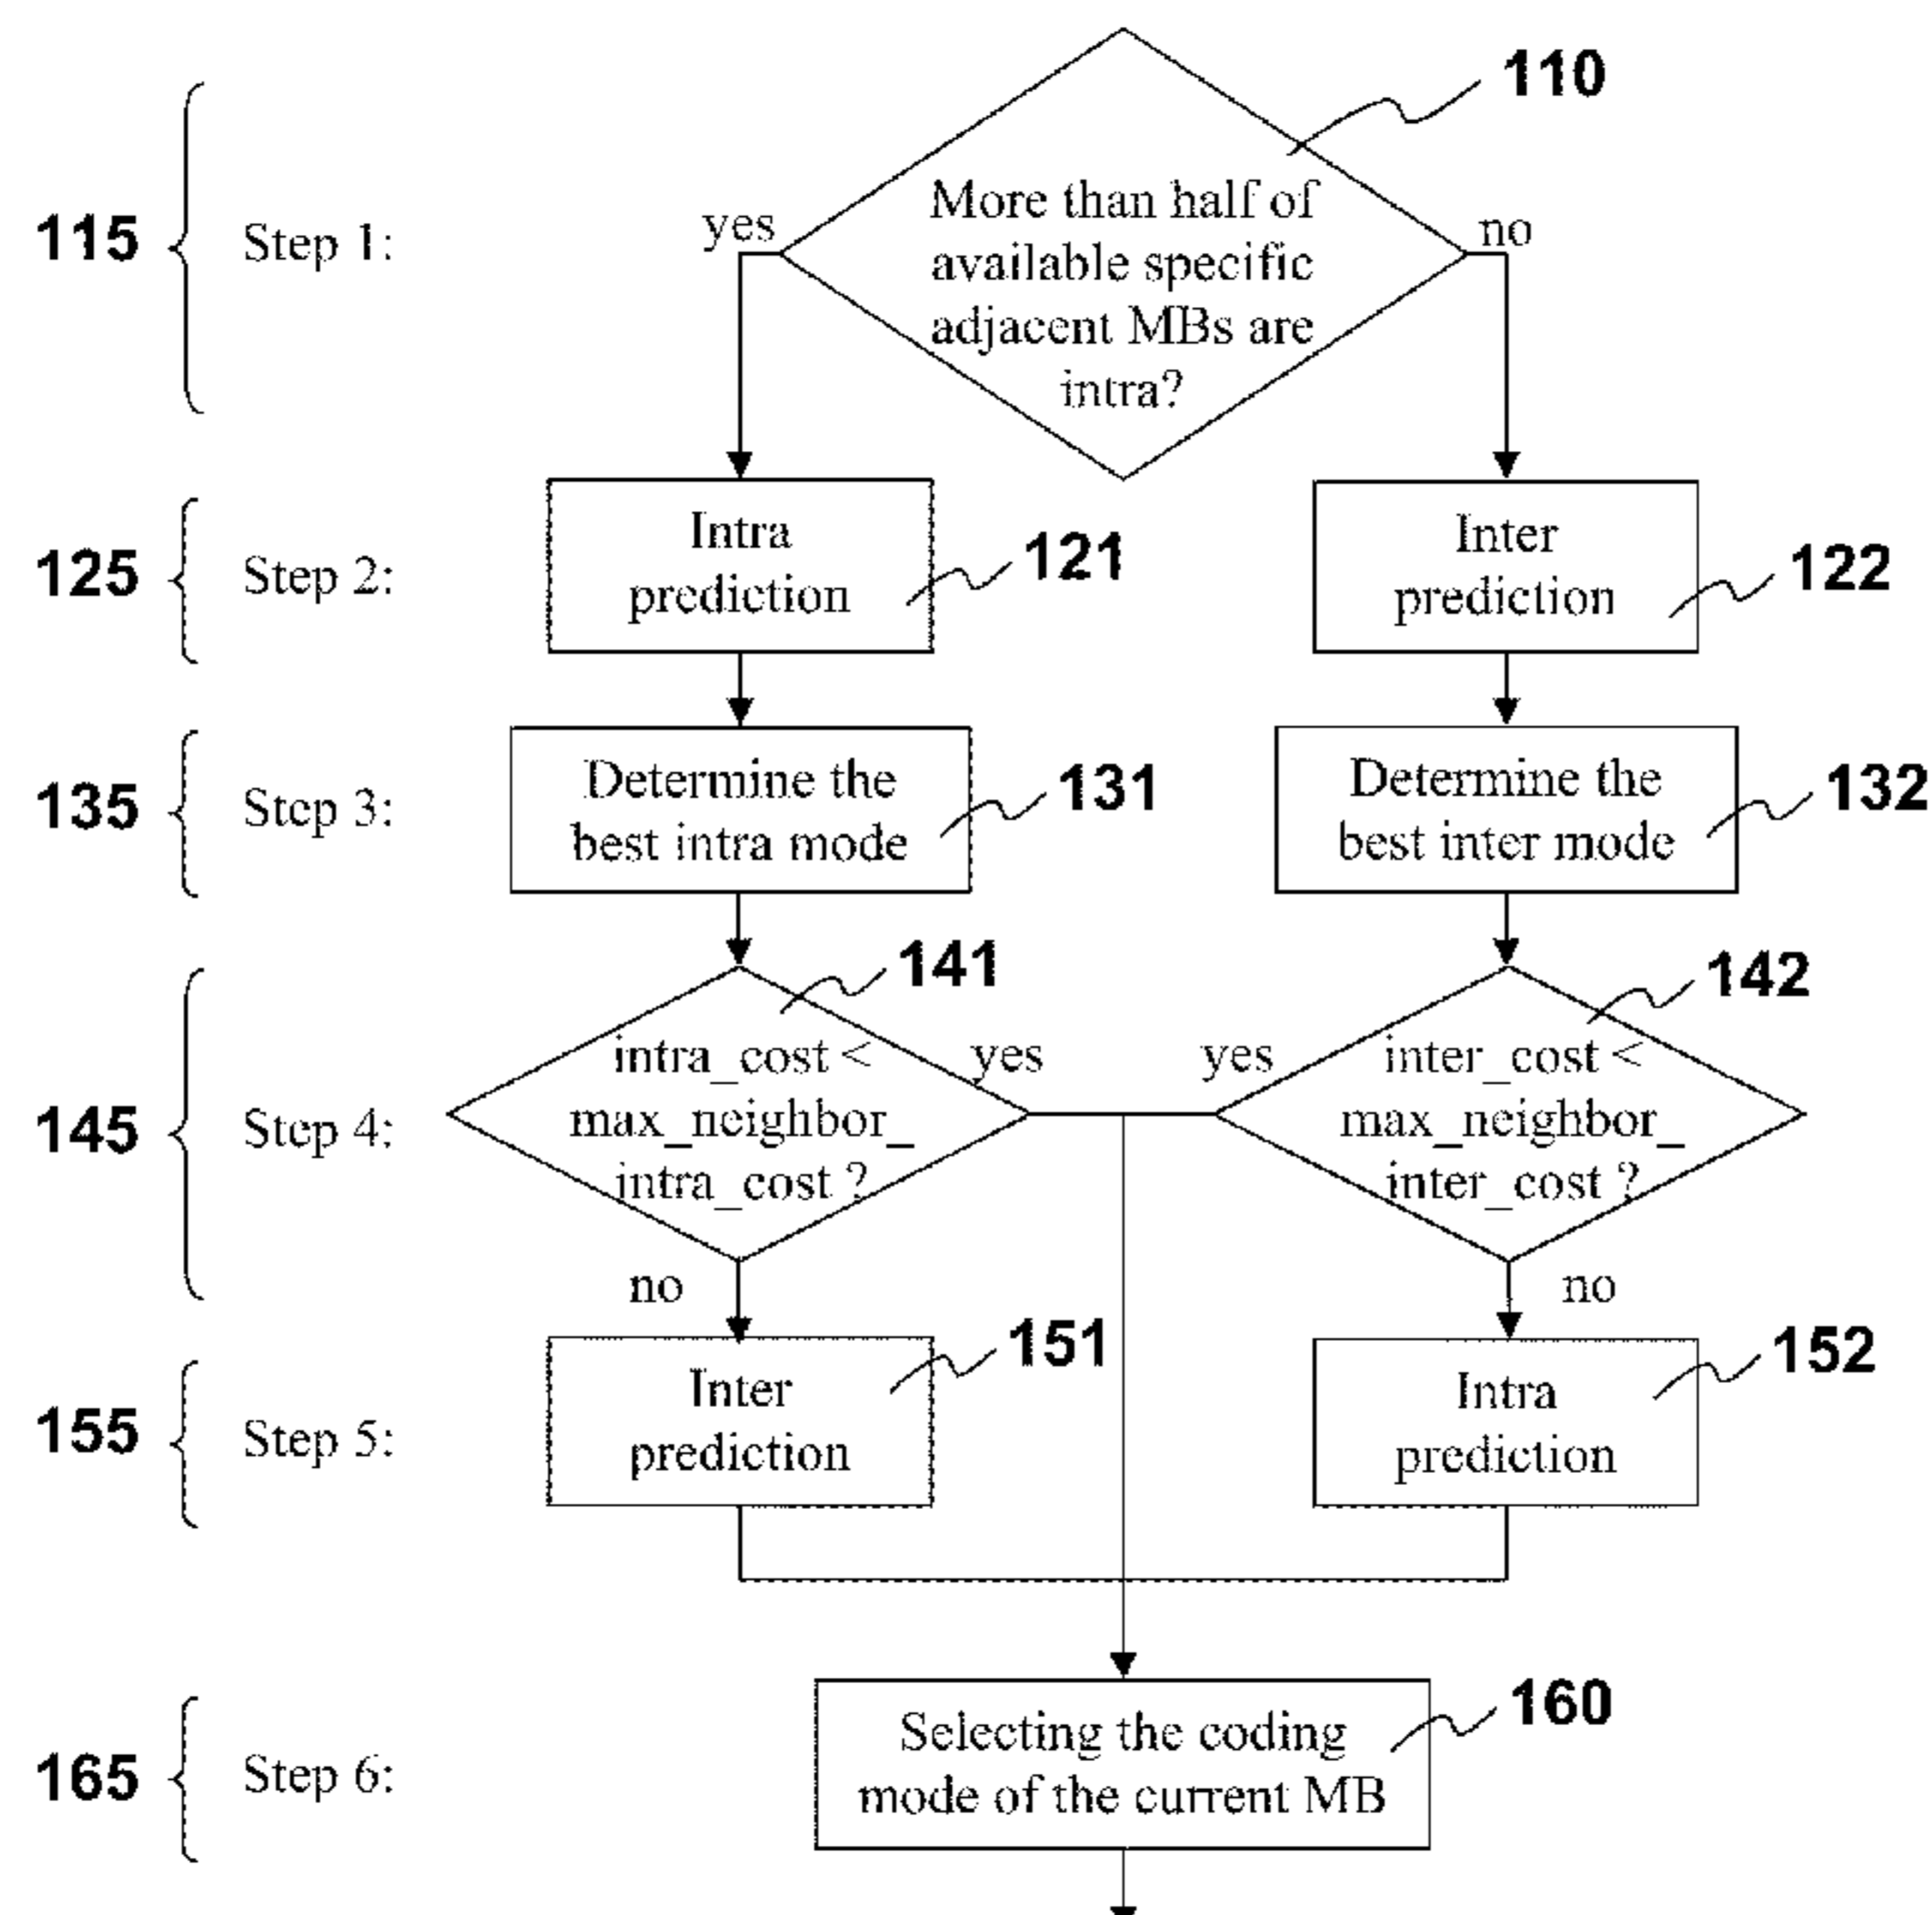 110
115
Step 1:
yes
More than half of
available specific
adjacent MBs are
intra?
no
125
Step 2:
Intra
prediction
121
Inter
prediction
122
135
Step 3:
Determine the
best intra mode
131
Determine the
best inter mode
132
145
Step 4:
141
intra_cost <
max_neighbor_
intra_cost ?
yes
no
142
yes
inter_cost <
max_neighbor_
inter_cost ?
no
155
Step 5:
Inter
prediction
151
Intra
prediction
152
165
Step 6:
Selecting the coding
mode of the current MB
160